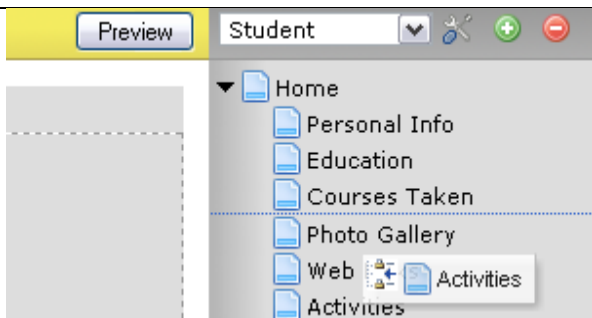 Preview
Student
Home
Personal Info
Education
Courses Taken
Photo Gallery
Web
Activities
Activities